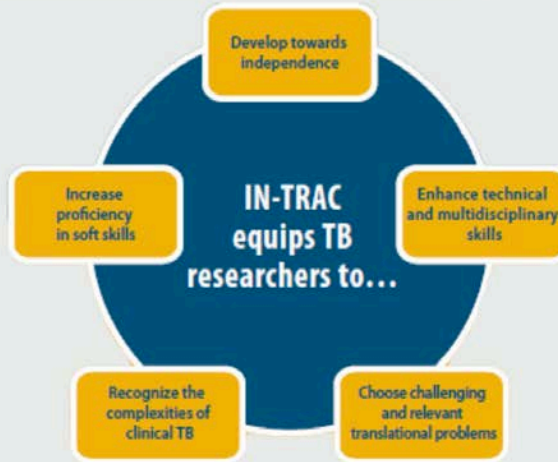 Develop towards
independence
Increase
proficiency
in soft skills
IN-TRAC
equips TB
researchers to...
Enhance technical
and multidisciplinary
skills
Recognize the
complexities of
clinical TB
Choose challenging
and relevant
translational problems